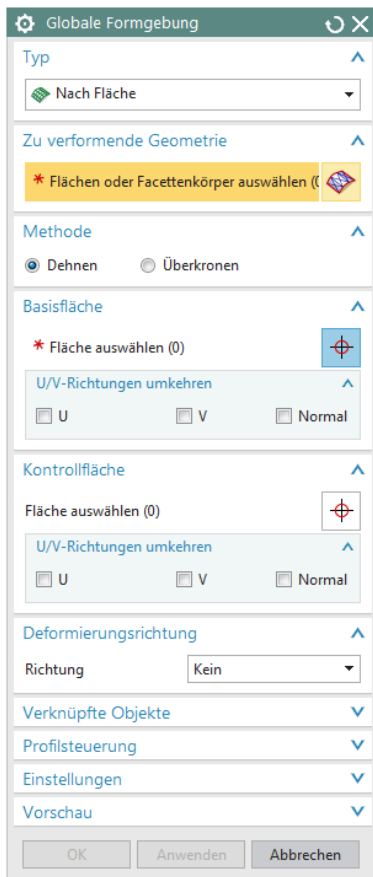 Globale Formgebung
Typ
Nach Fläche
Zu verformende Geometrie
* Flächen oder Facettenkörper auswählen (0
Methode
Dehnen Überkronen
Basisfläche
* Fläche auswählen (0)
U/V-Richtungen umkehren
U V Normal
Kontrollfläche
Fläche auswählen (0)
U/V-Richtungen umkehren
U V Normal
Deformierungsrichtung
Richtung Kein
Verknüpfte Objekte
Profilsteuerung
Einstellungen
Vorschau
OK Anwenden Abbrechen